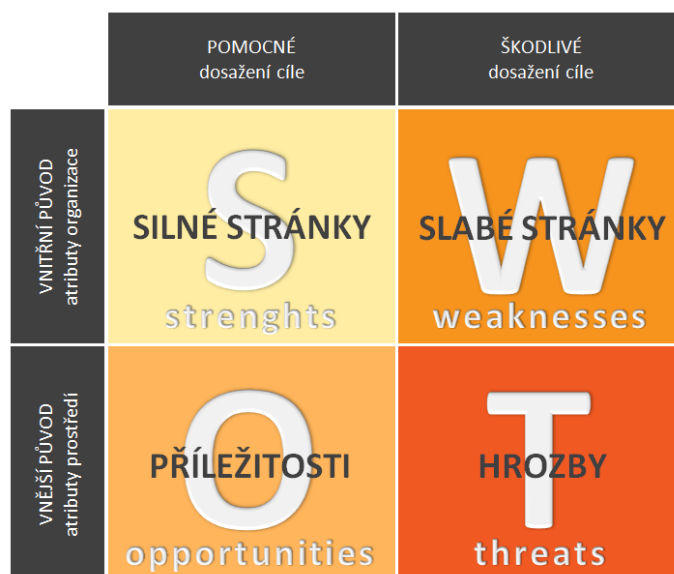 POMOCNÉ
dosažení cíle
ŠKODLIVÉ
dosažení cíle
VNITŘNÍ PŮVOD
atributy organizace
S
SILNÉ STRÁNKY
strenghts
W
SLABÉ STRÁNKY
weaknesses
VNĚJŠÍ PŮVOD
atributy prostředí
O
PŘÍLEŽITOSTI
opportunities
T
HROZBY
threats